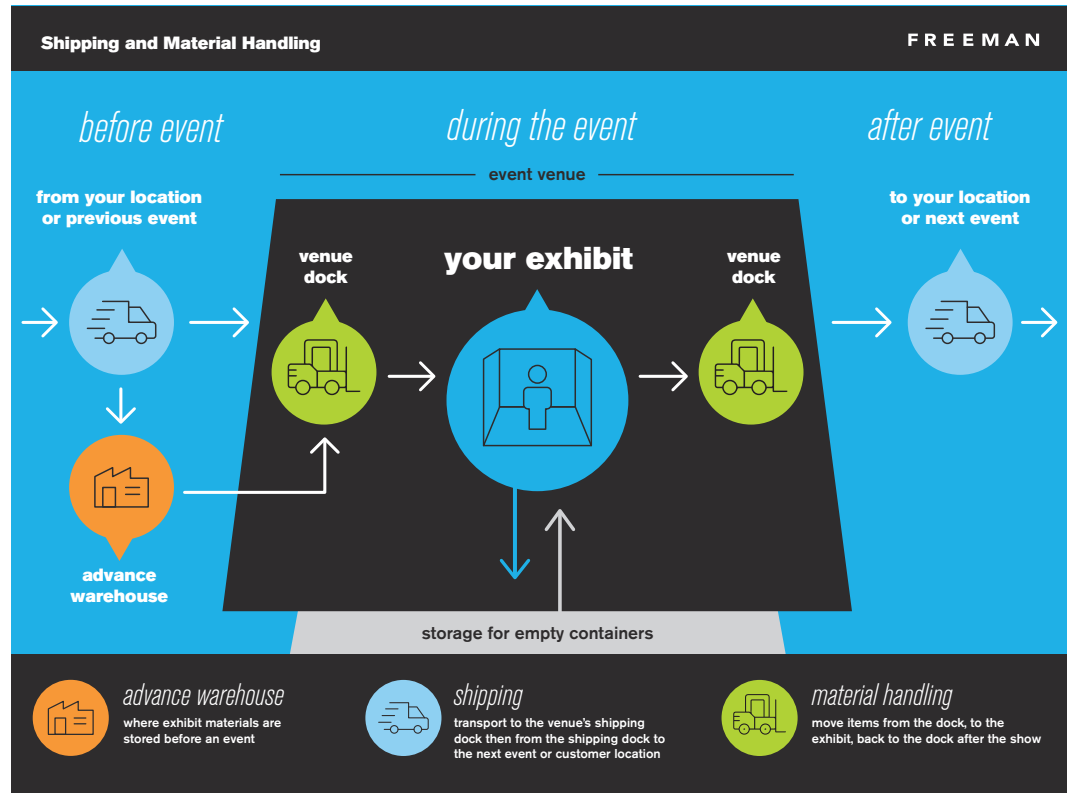 Shipping and Material Handling
FREEMAN
before event
during the event
after event
event venue
from your location
or previous event
to your location
or next event
venue
dock
your exhibit
venue
dock
advance
warehouse
storage for empty containers
advance warehouse
where exhibit materials are
stored before an event
shipping
transport to the venue's shipping
dock then from the shipping dock to
the next event or customer location
material handling
move items from the dock, to the
exhibit, back to the dock after the show